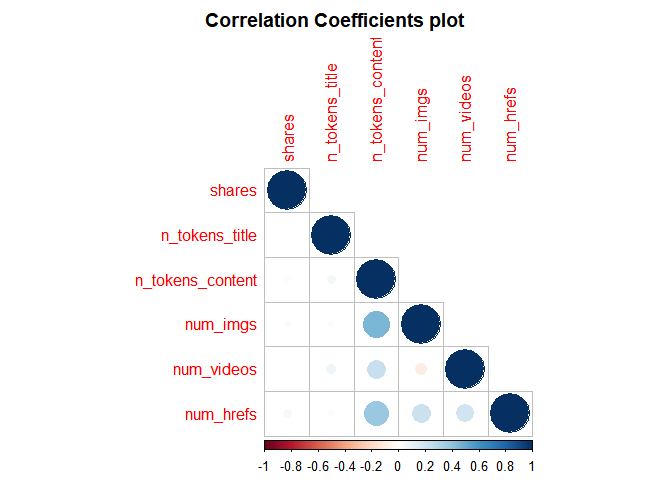 Correlation Coefficients plot
shares
n_tokens_title
n_tokens_content
num_imgs
num_videos
num_hrefs
shares
n_tokens_title
n_tokens_content
num_imgs
num_videos
num_hrefs
-1 -0.8 -0.6 -0.4 -0.2 0 0.2 0.4 0.6 0.8 1